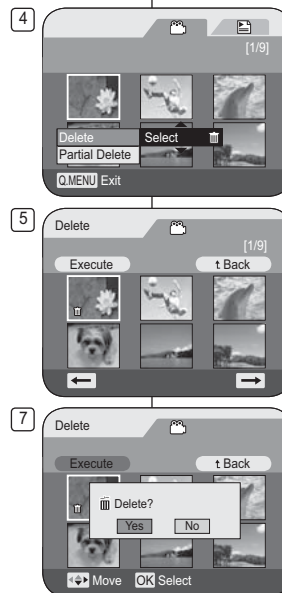 4
[1/9]
Delete Select
Partial Delete
Q.MENU Exit
5
Delete
[1/9]
Execute t Back
7
Delete
Execute t Back
Delete?
Yes No
Move OK Select